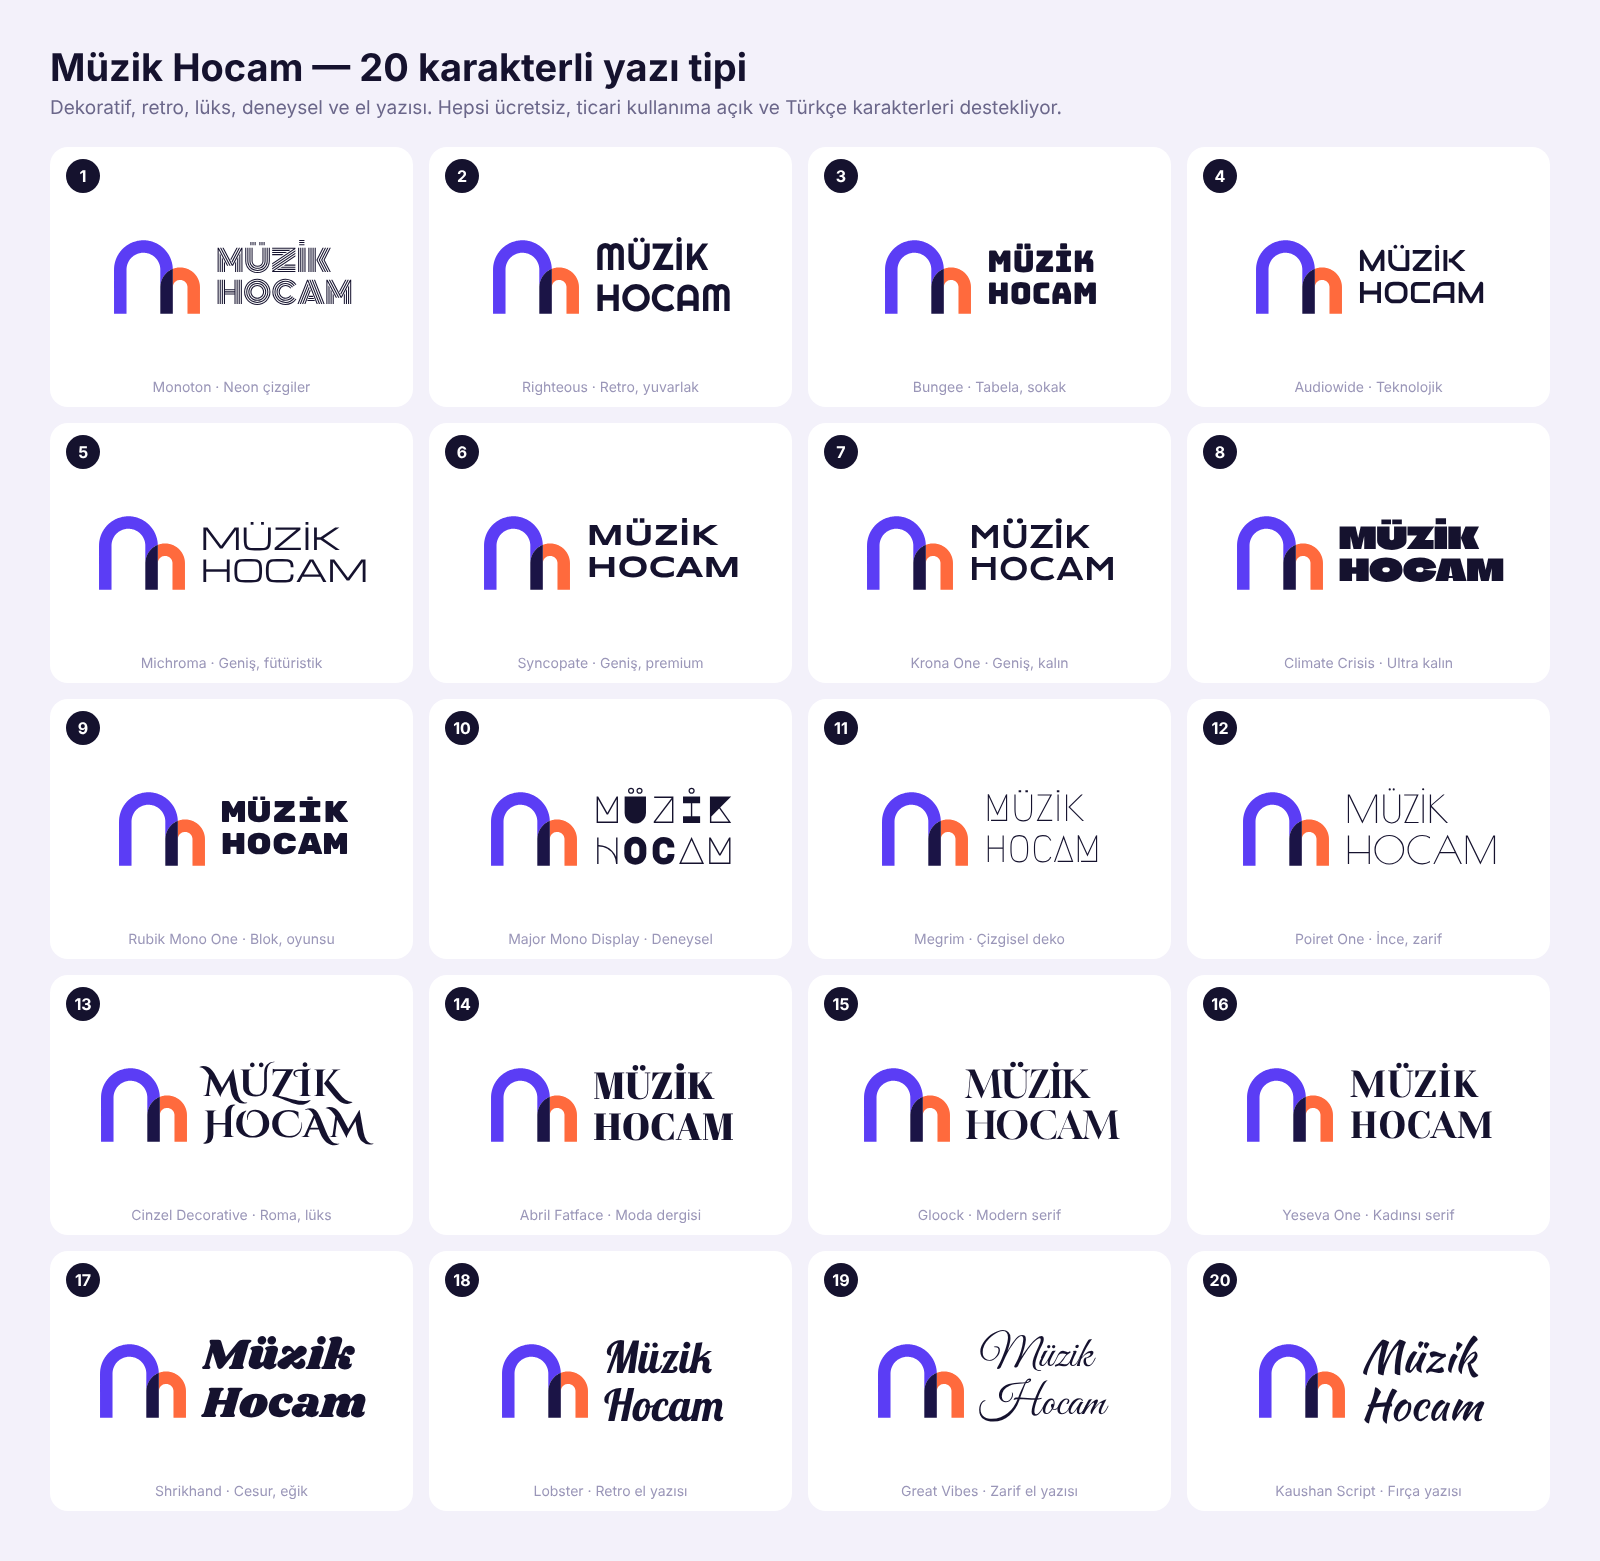 Müzik Hocam — 20 karakterli yazı tipi
Dekoratif, retro, lüks, deneysel ve el yazısı. Hepsi ücretsiz, ticari kullanıma açık ve Türkçe karakterleri destekliyor.
1
MÜZİK
HOCAM
Monoton · Neon çizgiler
2
MÜZİK
HOCAM
Righteous · Retro, yuvarlak
3
MÜZİK
HOCAM
Bungee · Tabela, sokak
4
MÜZİK
HOCAM
Audiowide · Teknolojik
5
MÜZİK
HOCAM
Michroma · Geniş, fütüristik
6
MÜZİK
HOCAM
Syncopate · Geniş, premium
7
MÜZİK
HOCAM
Krona One · Geniş, kalın
8
MÜZİK
HOCAM
Climate Crisis · Ultra kalın
9
MÜZİK
HOCAM
Rubik Mono One · Blok, oyunsu
10
MÜZİK
HOCAM
Major Mono Display · Deneysel
11
MÜZİK
HOCAM
Megrim · Çizgisel deko
12
MÜZİK
HOCAM
Poiret One · İnce, zarif
13
MÜZİK
HOCAM
Cinzel Decorative · Roma, lüks
14
MÜZİK
HOCAM
Abril Fatface · Moda dergisi
15
MÜZİK
HOCAM
Gloock · Modern serif
16
MÜZİK
HOCAM
Yeseva One · Kadınsı serif
17
Müzik
Hocam
Shrikhand · Cesur, eğik
18
Müzik
Hocam
Lobster · Retro el yazısı
19
Müzik
Hocam
Great Vibes · Zarif el yazısı
20
Müzik
Hocam
Kaushan Script · Fırça yazısı